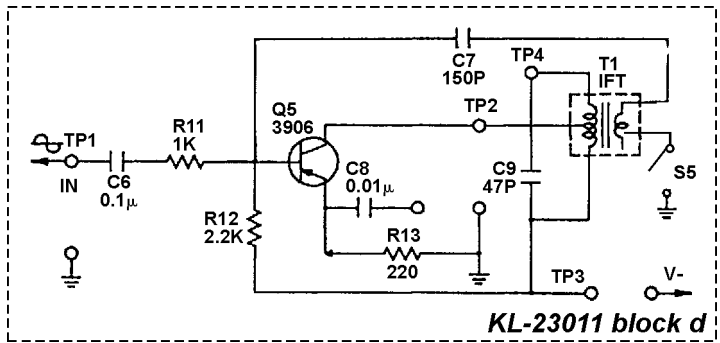 C7
150P
TP4
T1
IFT
Q5
3906
TP2
TP1
R11
1K
IN
C6
0.1μ
C8
0.01μ
C9
47P
S5
R12
2.2K
R13
220
TP3
V-
KL-23011 block d